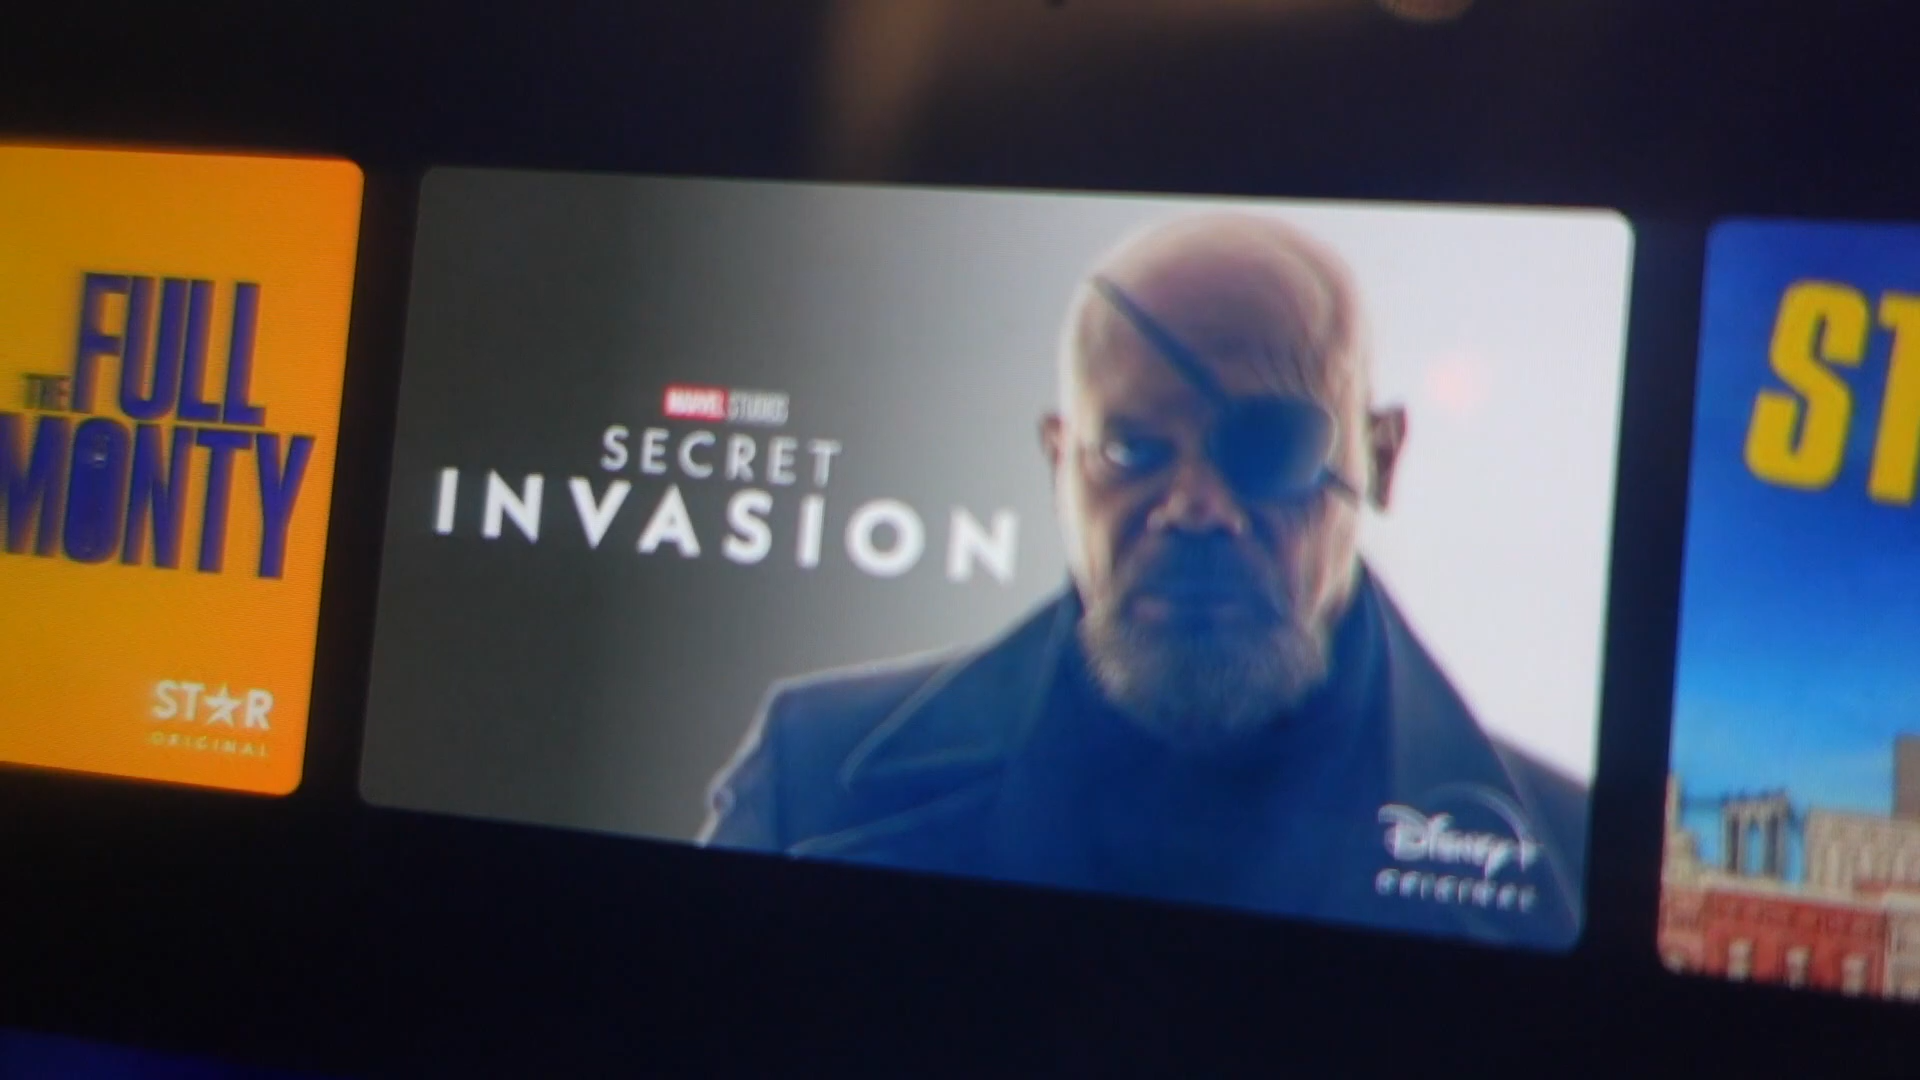 THE FULL
MONTY
STAR
ORIGINAL
MARVEL STUDIOS
SECRET
INVASION
Disney+
ORIGINAL